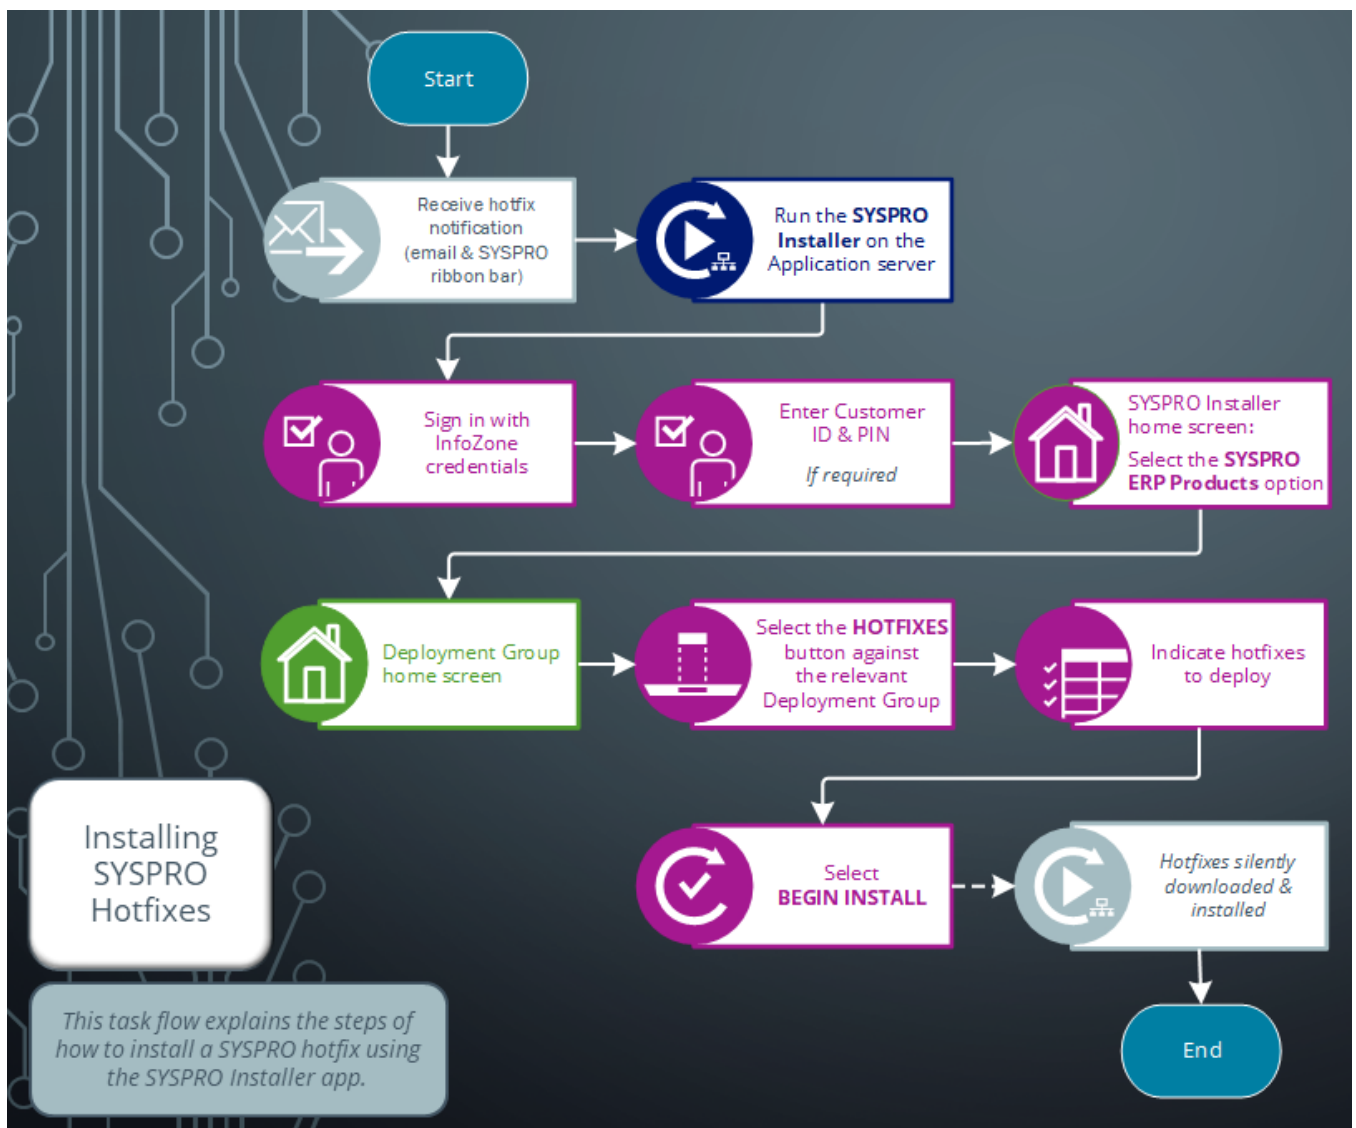 Start
Receive hotfix
notification
(email & SYSPRO
ribbon bar)
Run the SYSPRO
Installer on the
Application server
Sign in with
InfoZone
credentials
Enter Customer
ID & PIN
If required
SYSPRO Installer
home screen:
Select the SYSPRO
ERP Products option
Deployment Group
home screen
Select the HOTFIXES
button against
the relevant
Deployment Group
Indicate hotfixes
to deploy
Select
BEGIN INSTALL
Hotfixes silently
downloaded &
installed
End
Installing
SYSPRO
Hotfixes
This task flow explains the steps of
how to install a SYSPRO hotfix using
the SYSPRO Installer app.